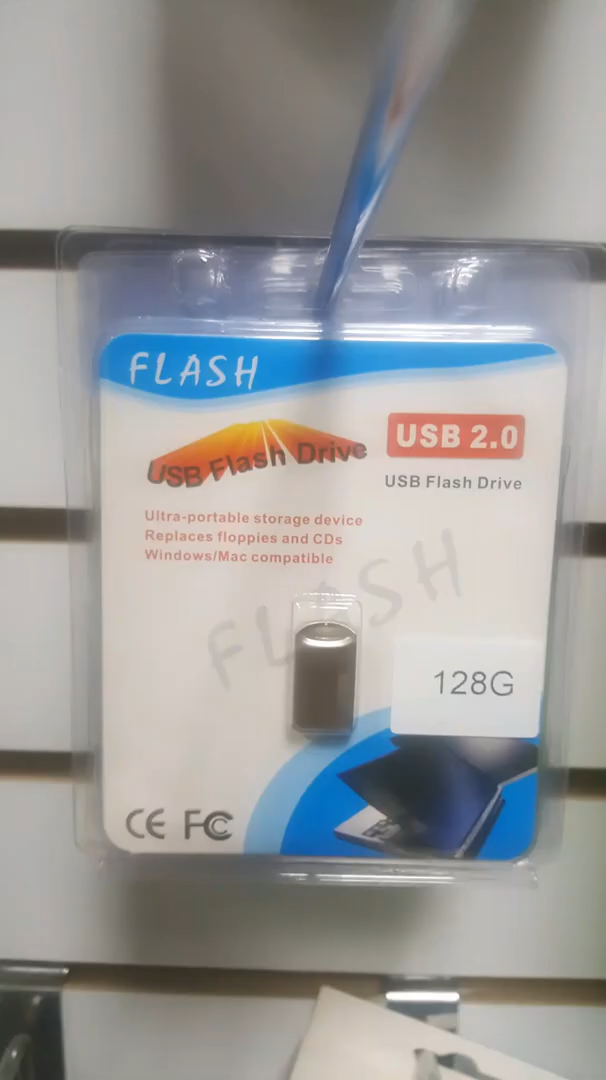 FLASH
USB Flash Drive
USB 2.0
USB Flash Drive
Ultra-portable storage device
Replaces floppies and CDs
Windows/Mac compatible
FLASH
128G
CE FC